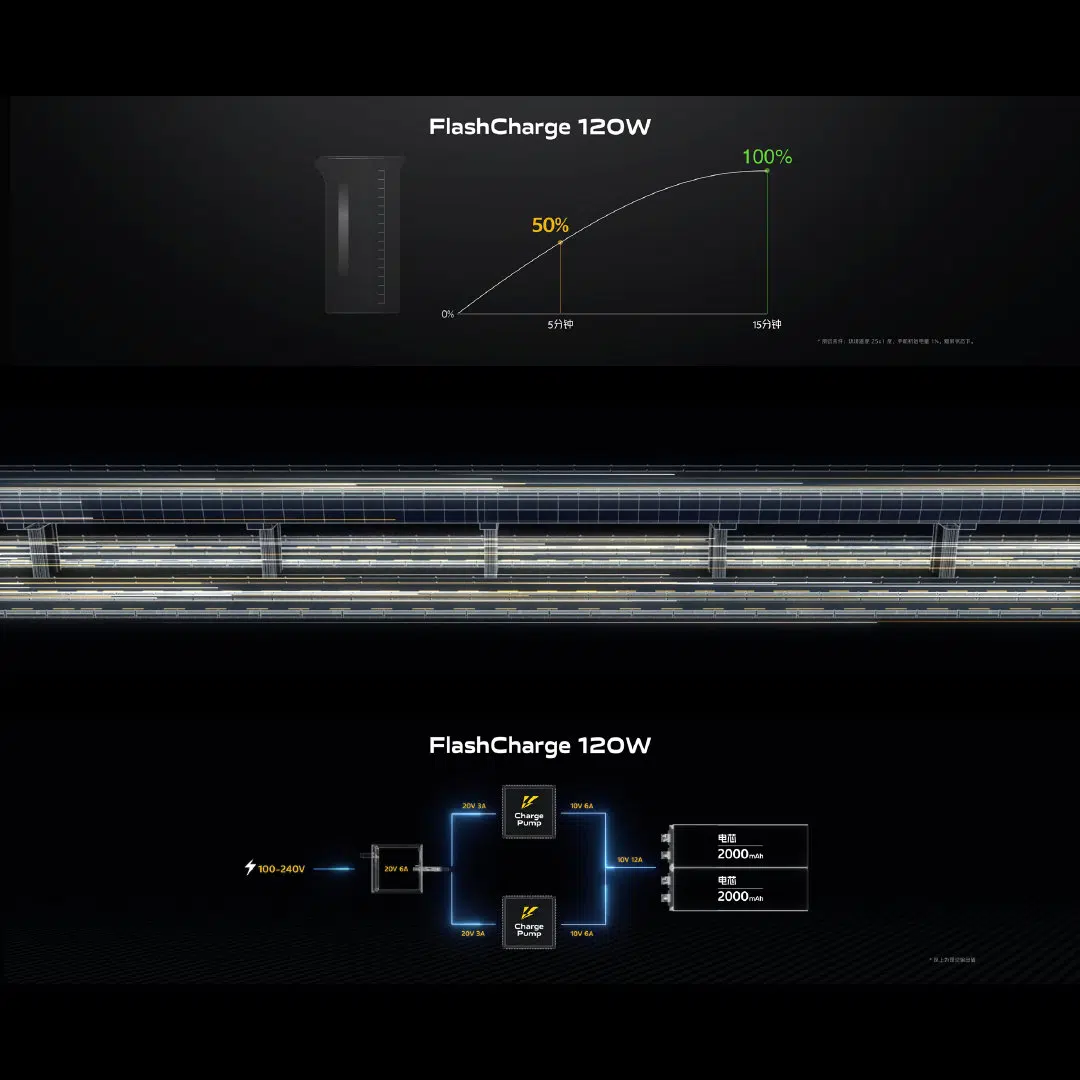 FlashCharge 120W
100%
50%
0%
5分钟
15分钟
FlashCharge 120W
20V 3A
10V 6A
Charge
Pump
电芯
2000mAh
100-240V
20V 6A
10V 12A
电芯
2000mAh
Charge
Pump
20V 3A
10V 6A